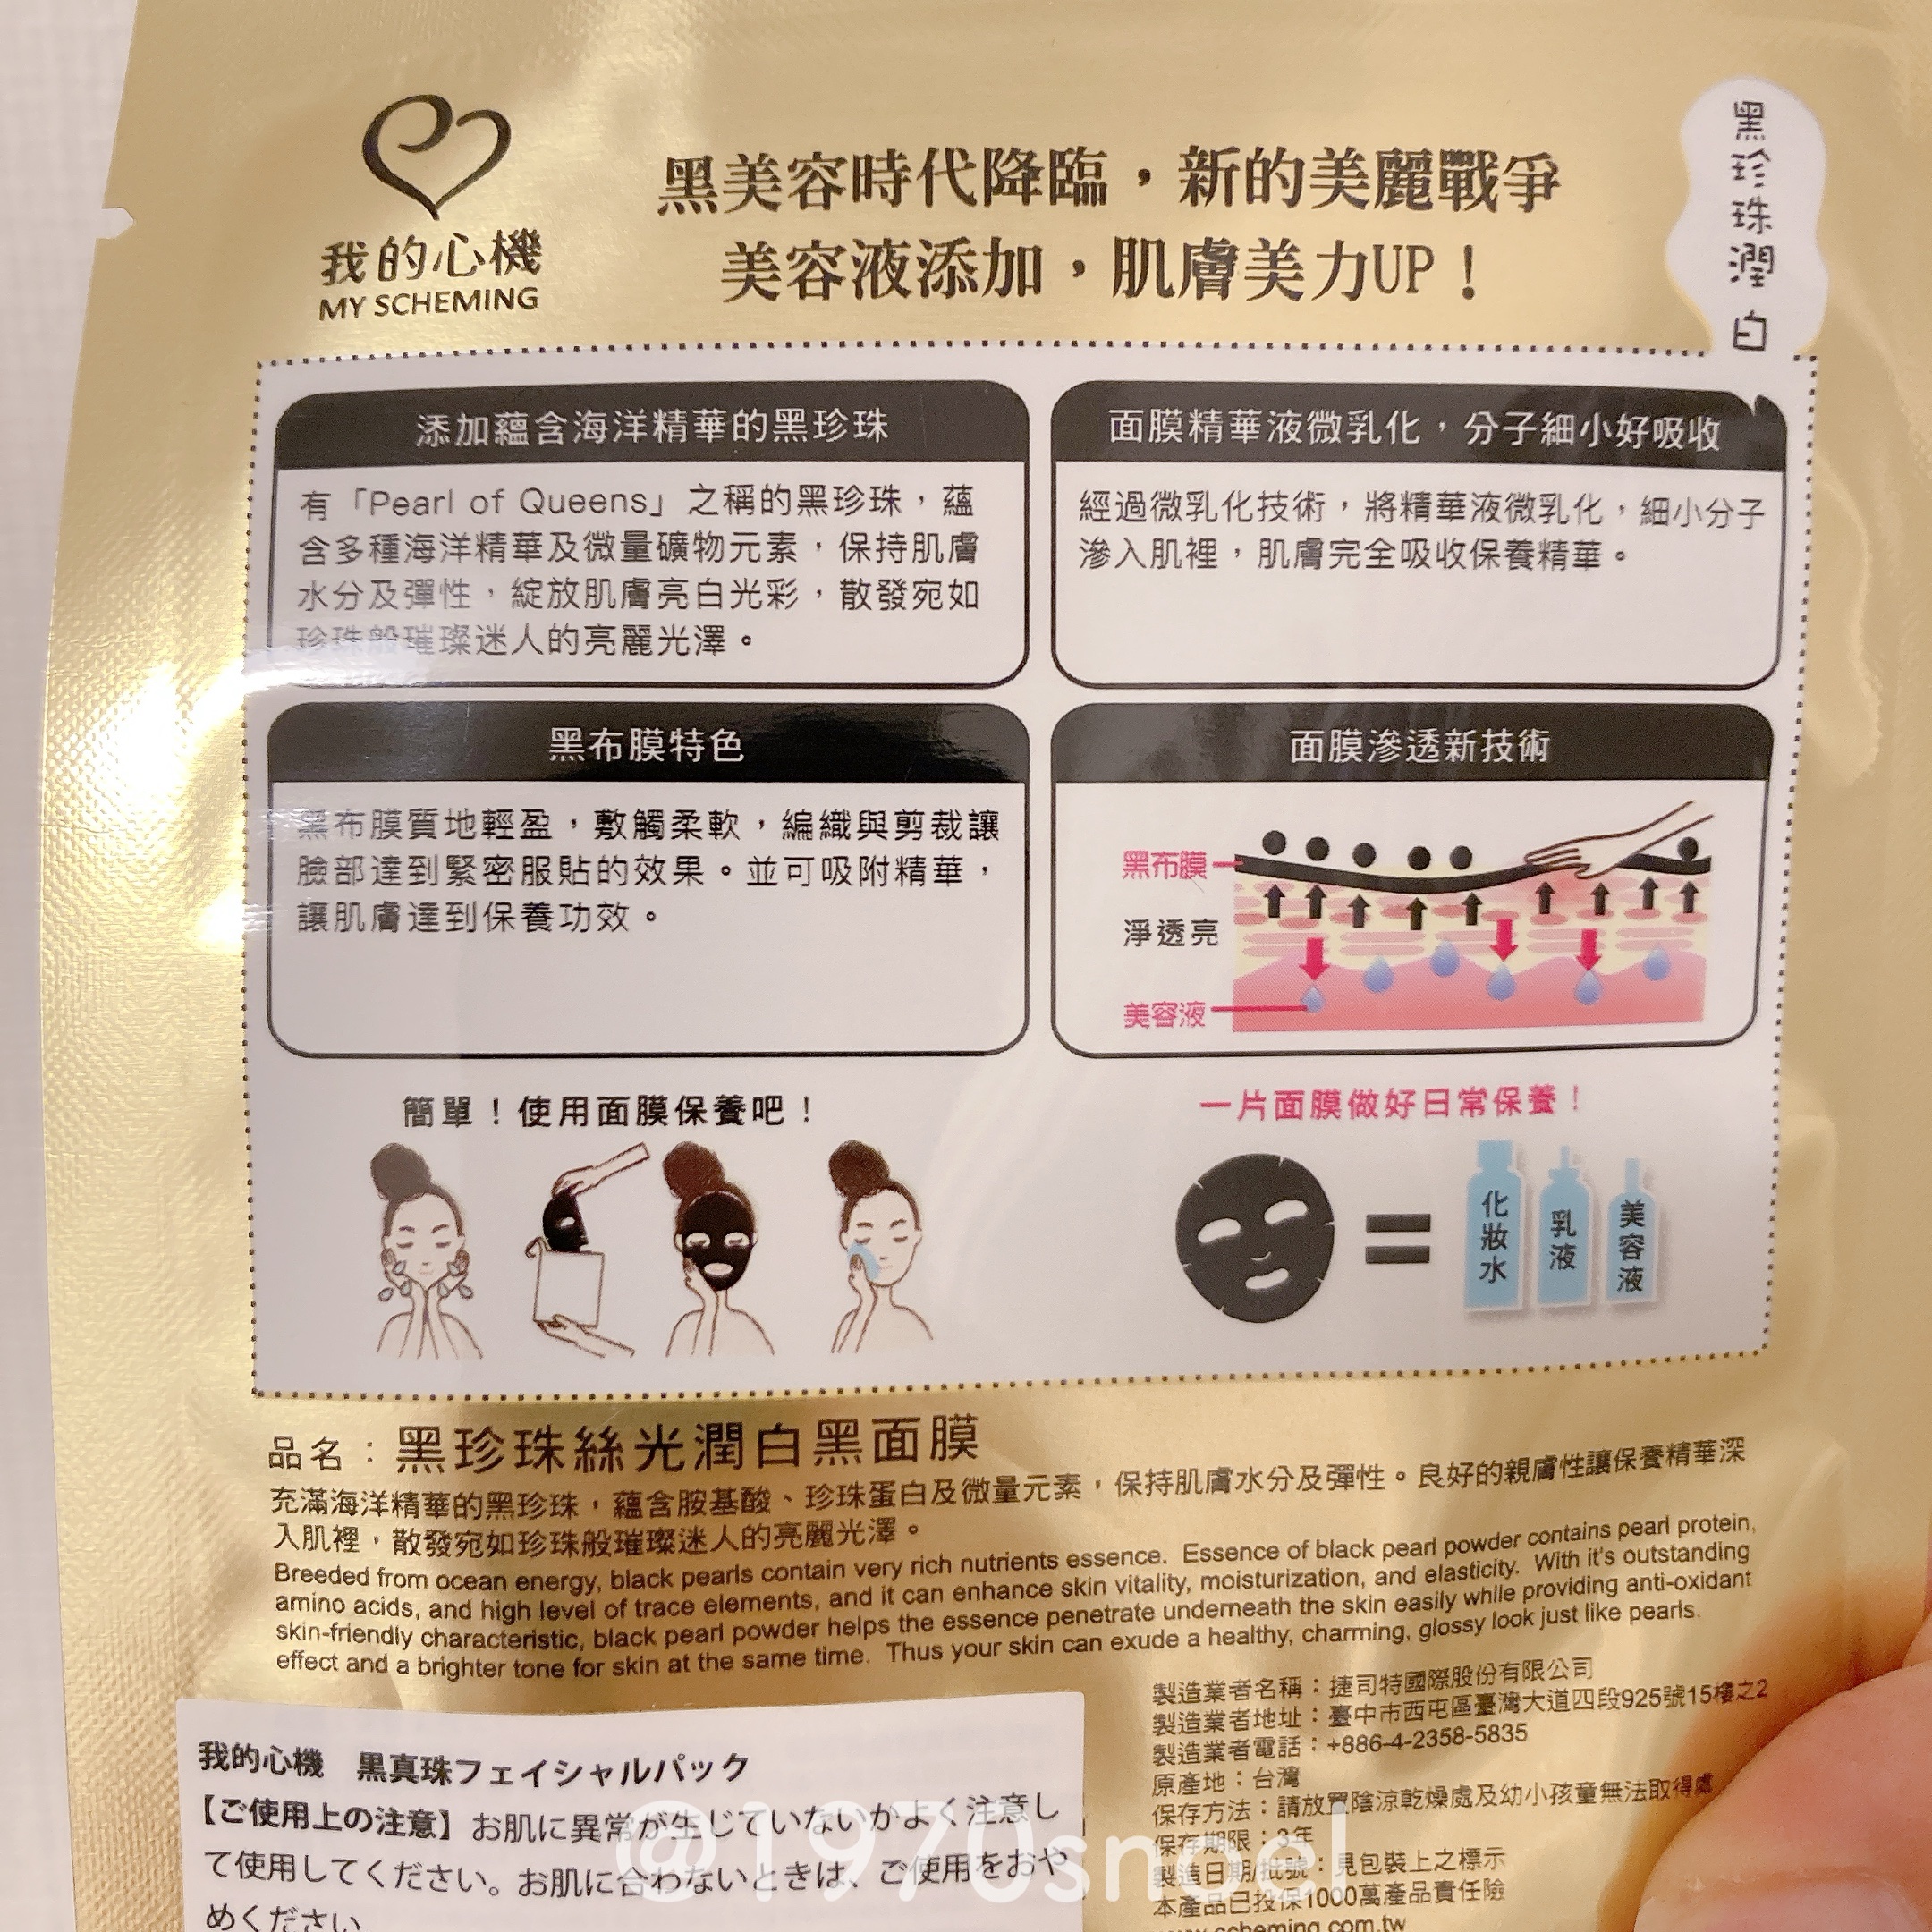 我的心機
MY SCHEMING
黑美容時代降臨，新的美麗戰爭
美容液添加，肌膚美力UP！
黑珍珠潤白
添加蘊含海洋精華的黑珍珠
有「Pearl of Queens」之稱的黑珍珠，蘊
含多種海洋精華及微量礦物元素，保持肌膚
水分及彈性，綻放肌膚亮白光彩，散發宛如
珍珠般璀璨迷人的亮麗光澤。
面膜精華液微乳化，分子細小好吸收
經過微乳化技術，將精華液微乳化，細小分子
滲入肌裡，肌膚完全吸收保養精華。
黑布膜特色
黑布膜質地輕盈，敷觸柔軟，編織與剪裁讓
臉部達到緊密服貼的效果。並可吸附精華，
讓肌膚達到保養功效。
面膜滲透新技術
黑布膜
淨透亮
美容液
簡單！使用面膜保養吧！
一片面膜做好日常保養！
化妝水
乳液
美容液
品名：黑珍珠絲光潤白黑面膜
充滿海洋精華的黑珍珠，蘊含胺基酸、珍珠蛋白及微量元素，保持肌膚水分及彈性。良好的親膚性讓保養精華深
入肌裡，散發宛如珍珠般璀璨迷人的亮麗光澤。
Breeded from ocean energy, black pearls contain very rich nutrients essence. Essence of black pearl powder contains pearl protein,
amino acids, and high level of trace elements, and it can enhance skin vitality, moisturization, and elasticity. With it's outstanding
skin-friendly characteristic, black pearl powder helps the essence penetrate underneath the skin easily while providing anti-oxidant
effect and a brighter tone for skin at the same time. Thus your skin can exude a healthy, charming, glossy look just like pearls.
製造業者名稱：捷司特國際股份有限公司
製造業者地址：臺中市西屯區臺灣大道四段925號15樓之2
製造業者電話：+886-4-2358-5835
原產地：台灣
保存方法：請放置陰涼乾燥處及幼小孩童無法取得處
保存期限：3年
製造日期/批號：見包裝上之標示
本產品已投保1000萬產品責任險
www.scheming.com.tw
我的心機　黒真珠フェイシャルパック
【ご使用上の注意】お肌に異常が生じていないかよく注意し
て使用してください。お肌に合わないときは、ご使用をおや
めください
@1970snoel